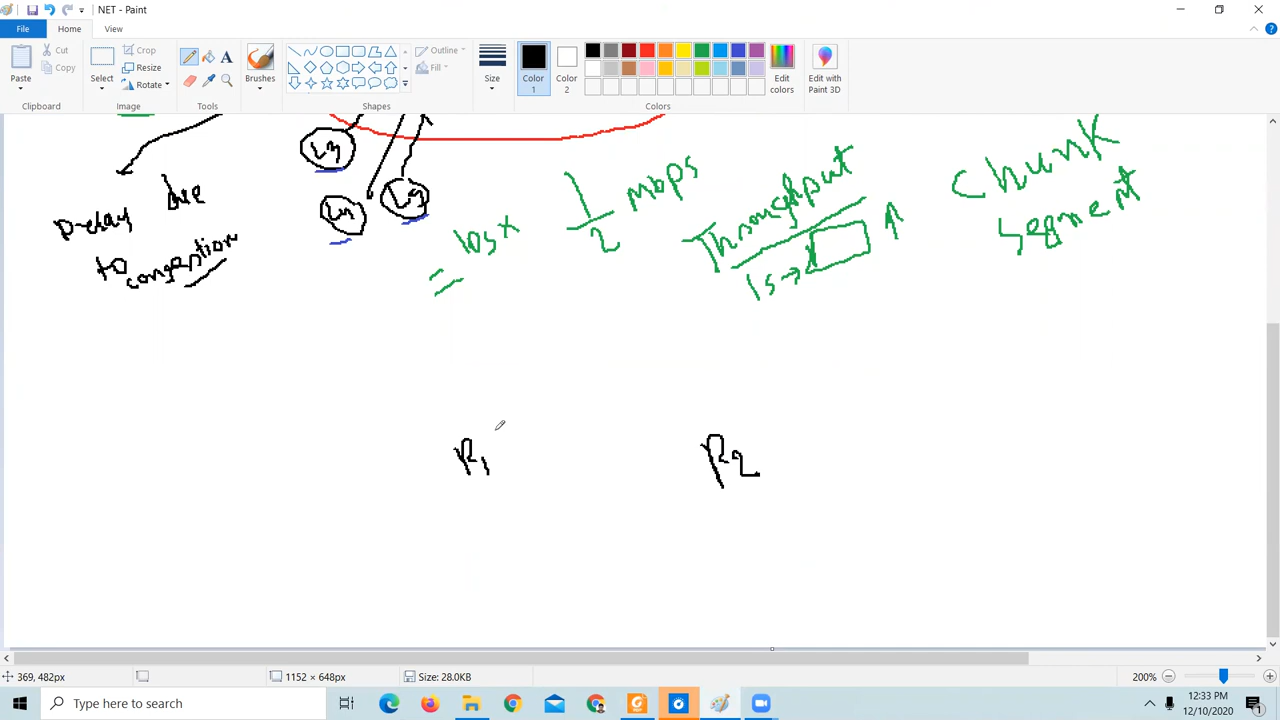 NET - Paint
File
Home
View
Paste
Cut
Copy
Clipboard
Select
Crop
Resize
Rotate
Image
Tools
Brushes
Outline
Fill
Shapes
Size
Color 1
Color 2
Edit colors
Edit with Paint 3D
Colors
Delay due
to congestion
1/2 mbps
Throughput
1s→
Chunk
Segment
R1
R2
369, 482px
1152 × 648px
Size: 28.0KB
200%
Type here to search
12:33 PM
12/10/2020
1